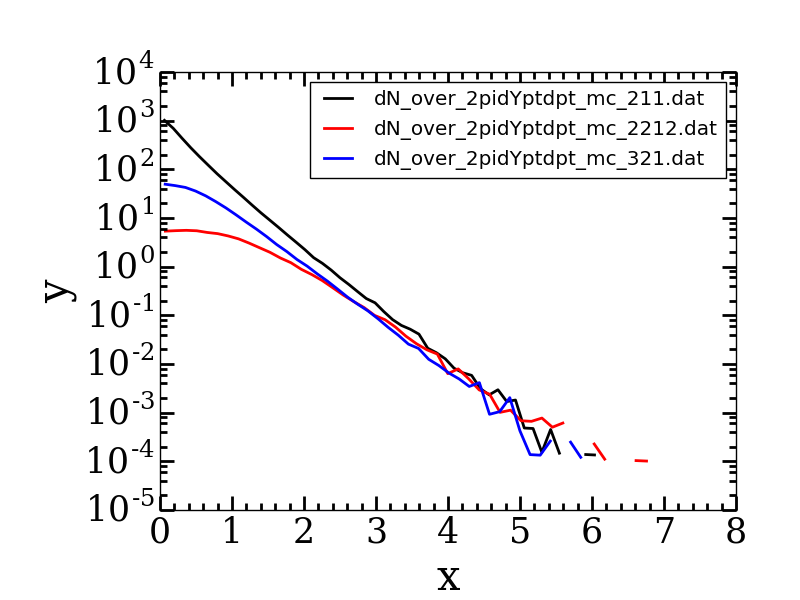 10^4
10^3
10^2
10^1
10^0
10^-1
10^-2
10^-3
10^-4
10^-5
y
dN_over_2pidYptdpt_mc_211.dat
dN_over_2pidYptdpt_mc_2212.dat
dN_over_2pidYptdpt_mc_321.dat
0 1 2 3 4 5 6 7 8
x